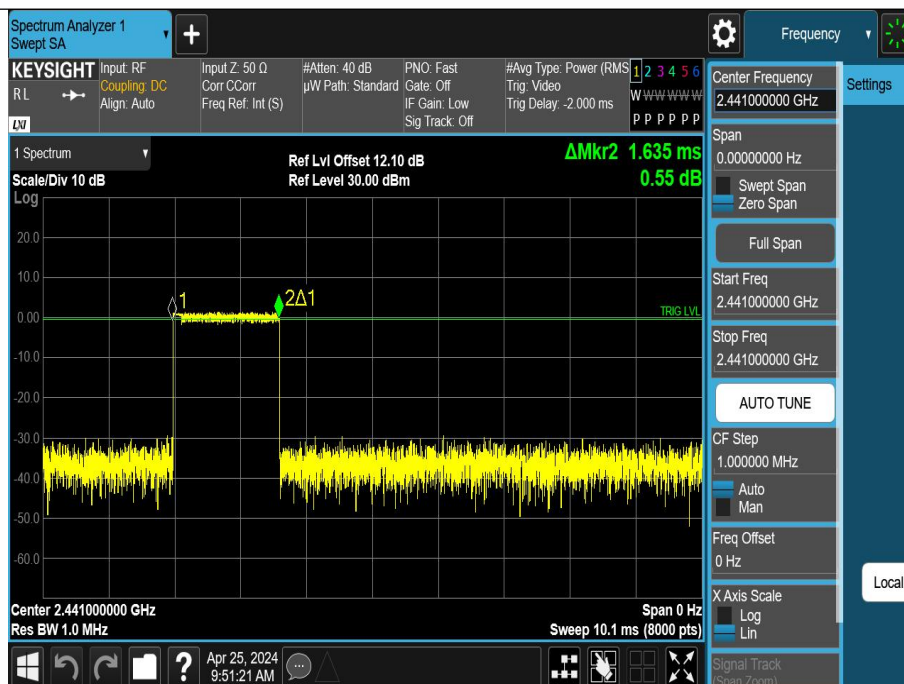 Spectrum Analyzer 1
Swept SA
Frequency
KEYSIGHT
R L
LXI
Input: RF
Coupling: DC
Align: Auto
Input Z: 50 Ω
Corr CCorr
Freq Ref: Int (S)
#Atten: 40 dB
µW Path: Standard
PNO: Fast
Gate: Off
IF Gain: Low
Sig Track: Off
#Avg Type: Power (RMS
Trig: Video
Trig Delay: -2.000 ms
1 2 3 4 5 6
W W W W W W
P P P P P P
1 Spectrum
Scale/Div 10 dB
Log
Ref Lvl Offset 12.10 dB
Ref Level 30.00 dBm
ΔMkr2 1.635 ms
0.55 dB
20.0
10.0
0.00
-10.0
-20.0
-30.0
-40.0
-50.0
-60.0
1
2Δ1
TRIG LVL
Center 2.441000000 GHz
Res BW 1.0 MHz
Span 0 Hz
Sweep 10.1 ms (8000 pts)
Apr 25, 2024
9:51:21 AM
Center Frequency
2.441000000 GHz
Span
0.00000000 Hz
Swept Span
Zero Span
Full Span
Start Freq
2.441000000 GHz
Stop Freq
2.441000000 GHz
AUTO TUNE
CF Step
1.000000 MHz
Auto
Man
Freq Offset
0 Hz
X Axis Scale
Log
Lin
Signal Track
(Span Zoom)
Settings
Local